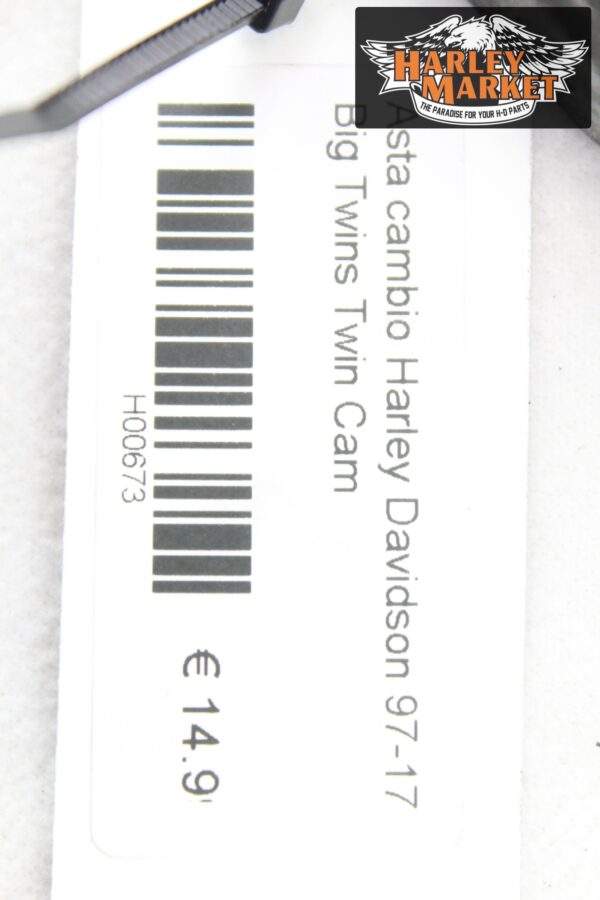 HARLEY
MARKET
THE PARADISE FOR YOUR H-D PARTS
Asta cambio Harley Davidson 97-17
Big Twins Twin Cam
H00673
€ 14.9